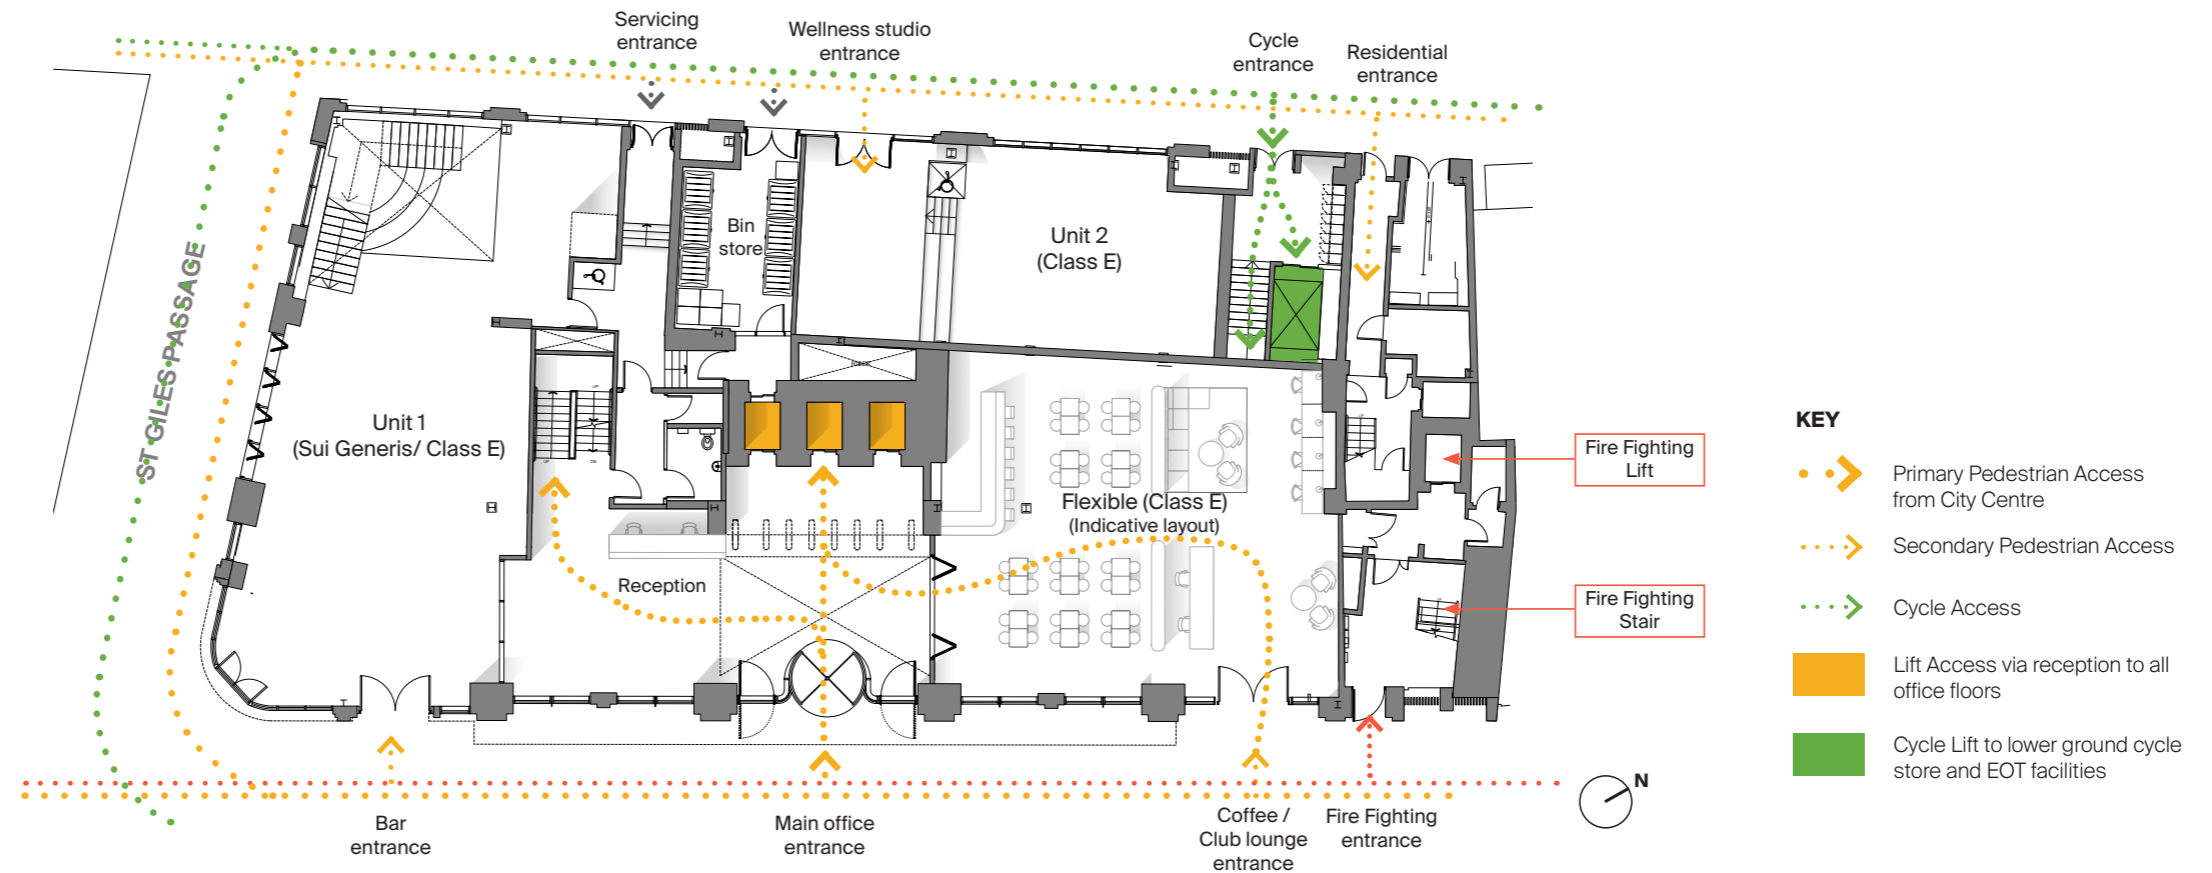 Servicing
entrance
Wellness studio
entrance
Cycle
entrance
Residential
entrance
ST GILES PASSAGE
Bin
store
Unit 2
(Class E)
Unit 1
(Sui Generis/ Class E)
Flexible (Class E)
(Indicative layout)
Reception
Fire Fighting
Lift
Fire Fighting
Stair
Bar
entrance
Main office
entrance
Coffee /
Club lounge
entrance
Fire Fighting
entrance
N
KEY
Primary Pedestrian Access
from City Centre
Secondary Pedestrian Access
Cycle Access
Lift Access via reception to all
office floors
Cycle Lift to lower ground cycle
store and EOT facilities